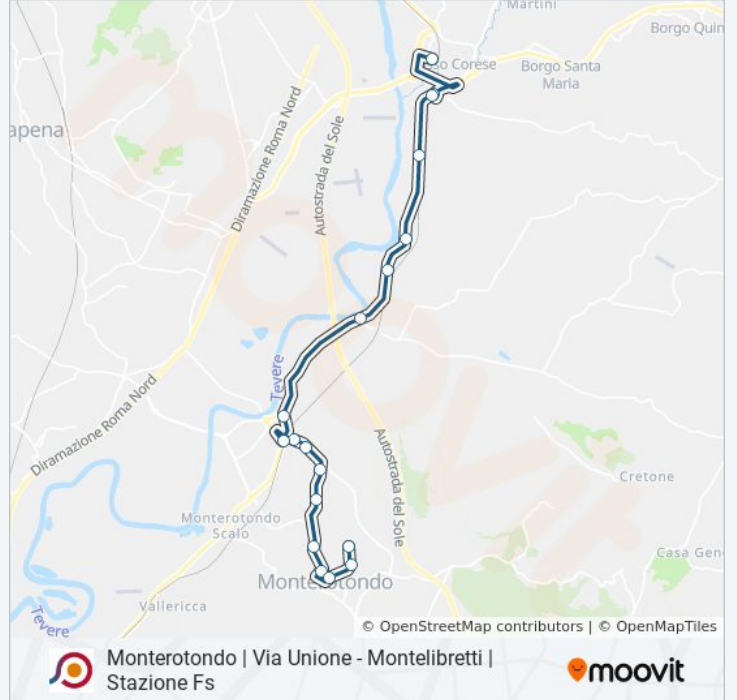 Martini
Borgo Quin
so Corese
Borgo Santa
Maria
apena
Diramazione Roma Nord
Autostrada del Sole
Tevere
Diramazione Roma Nord
Autostrada del Sole
Cretone
Monterotondo
Scalo
Casa Gen
Monterotondo
Vallericca
Tevere
© OpenStreetMap contributors | © OpenMapTiles
Monterotondo | Via Unione - Montelibretti |
Stazione Fs
moovit
moovit